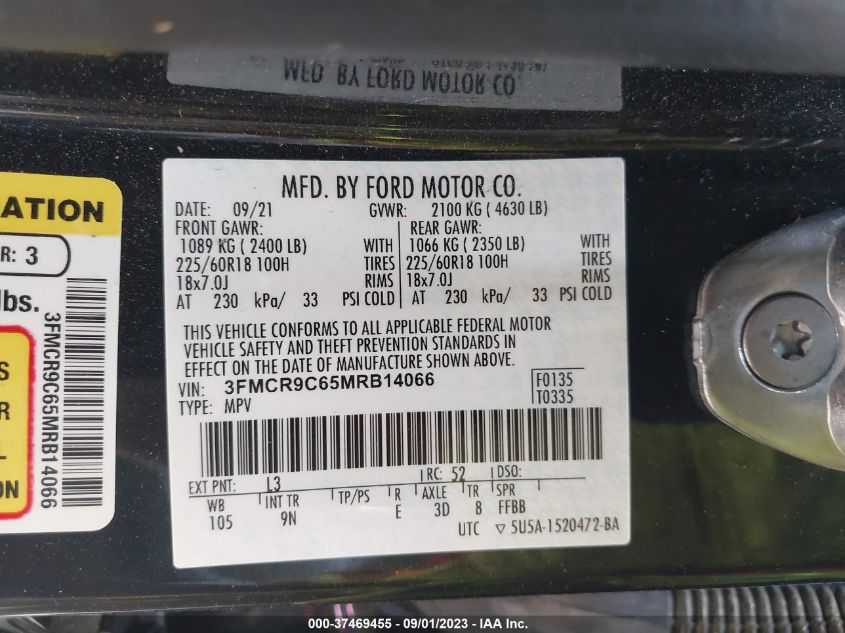 MFD. BY FORD MOTOR CO.
ATION
R: 3
lbs.
S
R
L
ON
3FMCR9C65MRB14066
MFD. BY FORD MOTOR CO.
DATE: 09/21 GVWR: 2100 KG ( 4630 LB)
FRONT GAWR: REAR GAWR:
1089 KG ( 2400 LB) WITH 1066 KG ( 2350 LB) WITH
225/60R18 100H TIRES 225/60R18 100H TIRES
18x7.0J RIMS 18x7.0J RIMS
AT 230 kPa/ 33 PSI COLD AT 230 kPa/ 33 PSI COLD
THIS VEHICLE CONFORMS TO ALL APPLICABLE FEDERAL MOTOR
VEHICLE SAFETY AND THEFT PREVENTION STANDARDS IN
EFFECT ON THE DATE OF MANUFACTURE SHOWN ABOVE.
VIN: 3FMCR9C65MRB14066 F0135
TYPE: MPV T0335
EXT PNT: L3 RC: 52 DSO:
WB INT TR TP/PS R AXLE TR SPR
105 9N E 3D 8 FFBB
UTC ▽ 5U5A-1520472-BA
000-37469455 - 09/01/2023 - IAA Inc.